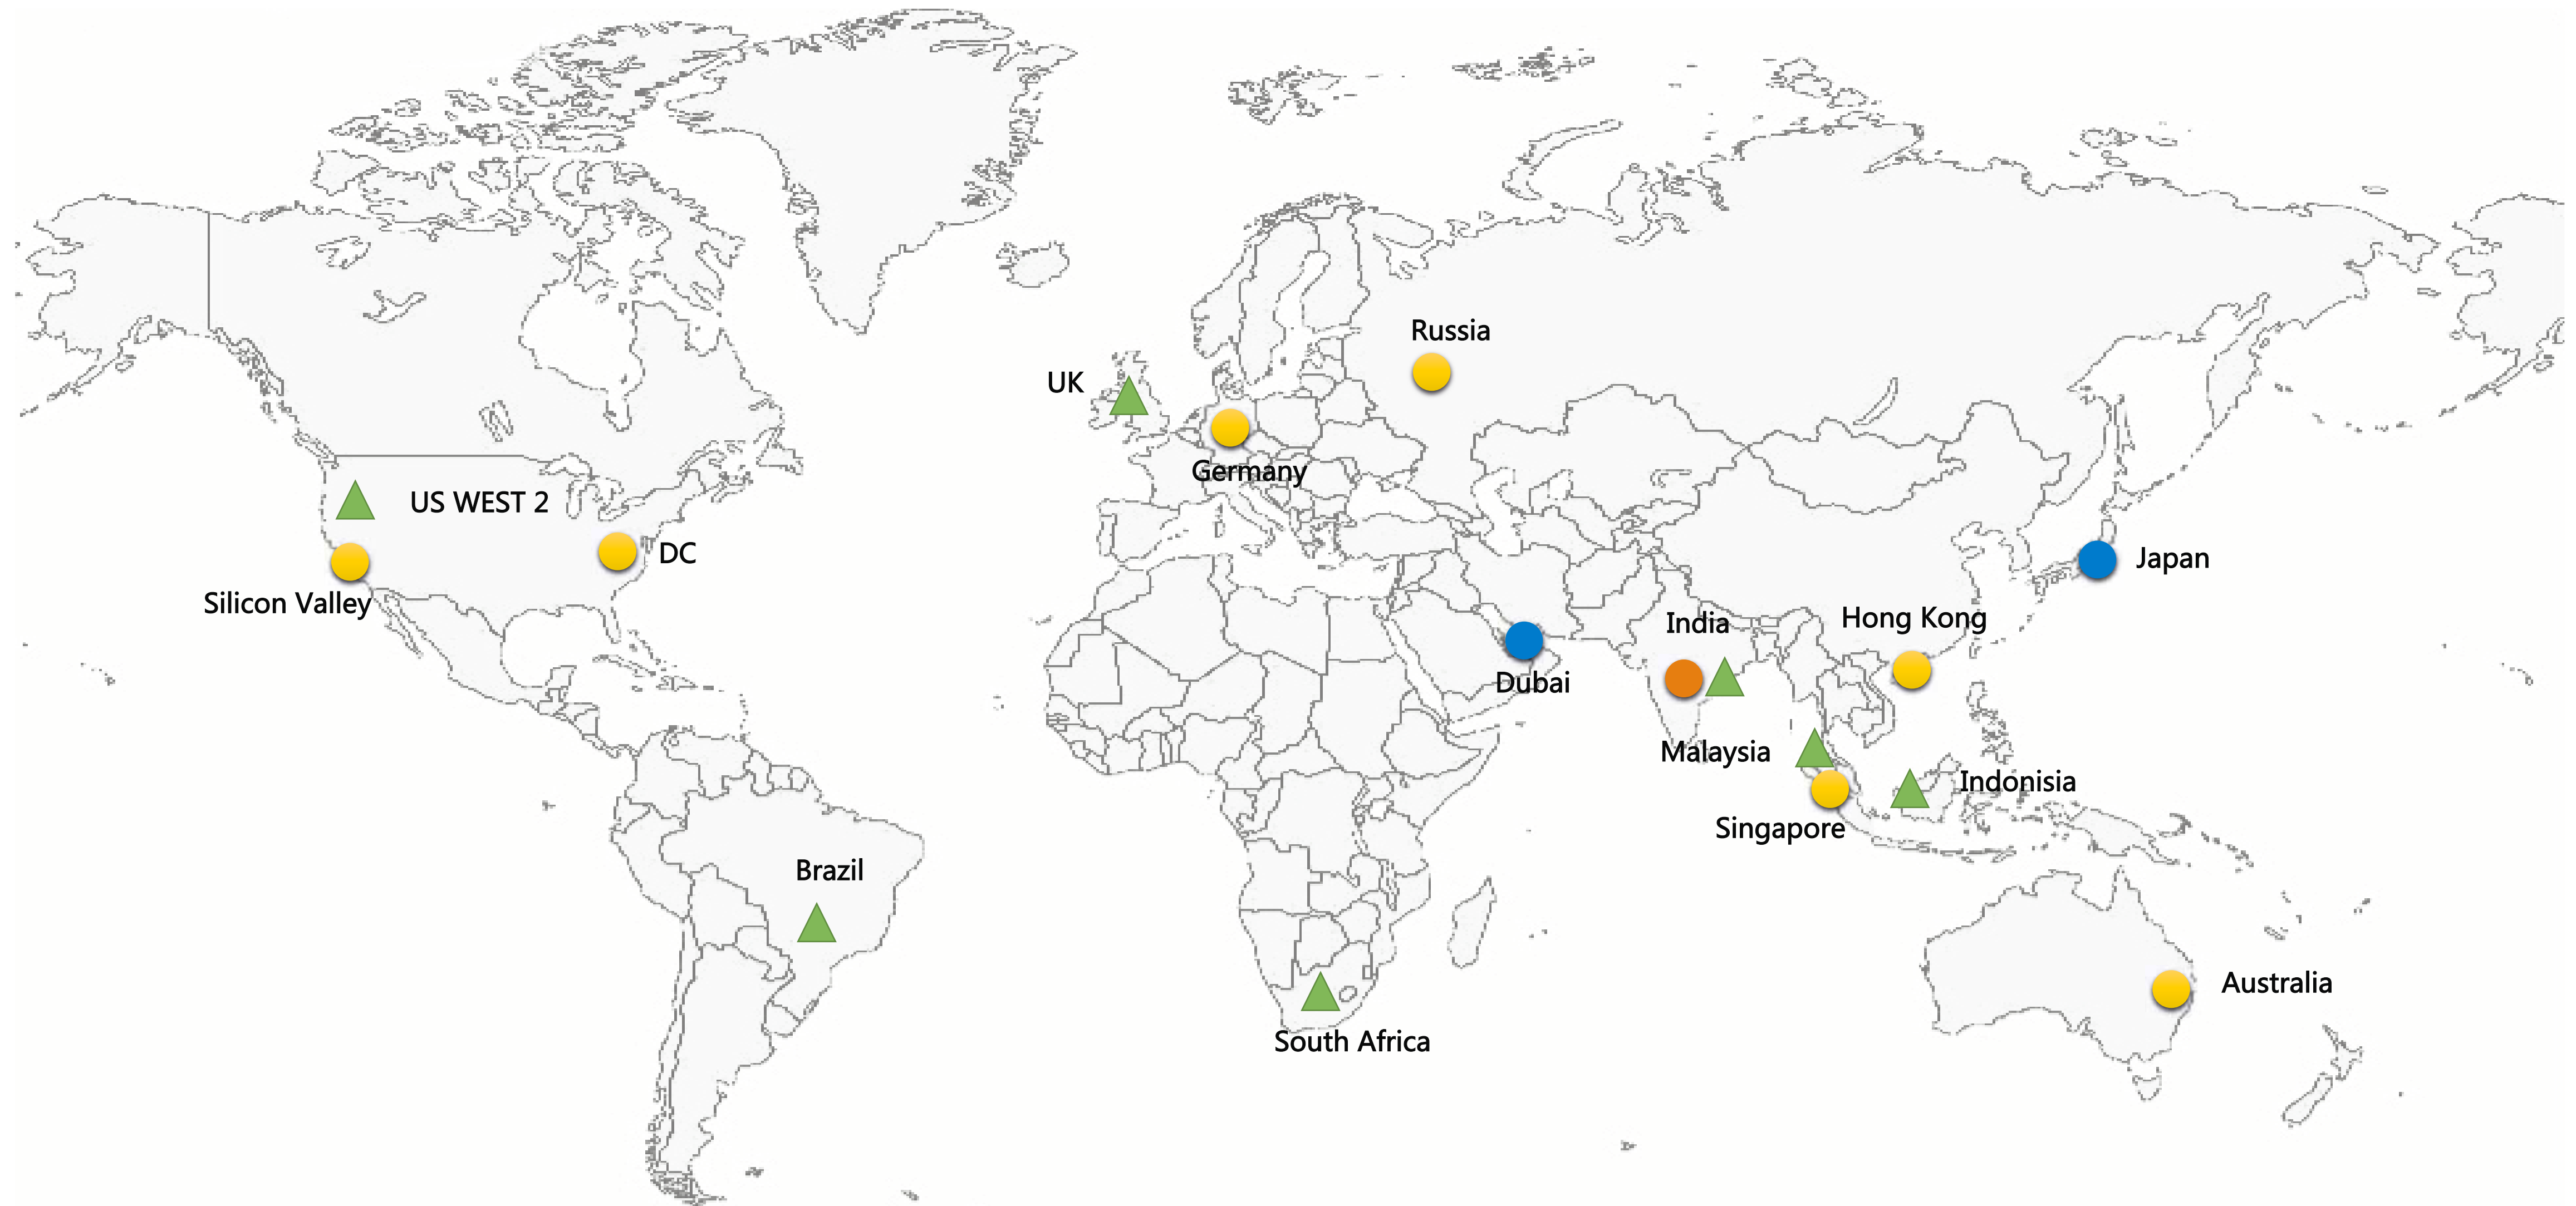 Russia
UK
Germany
US WEST 2
DC
Silicon Valley
Japan
Hong Kong
India
Dubai
Malaysia
Indonisia
Singapore
Brazil
Australia
South Africa